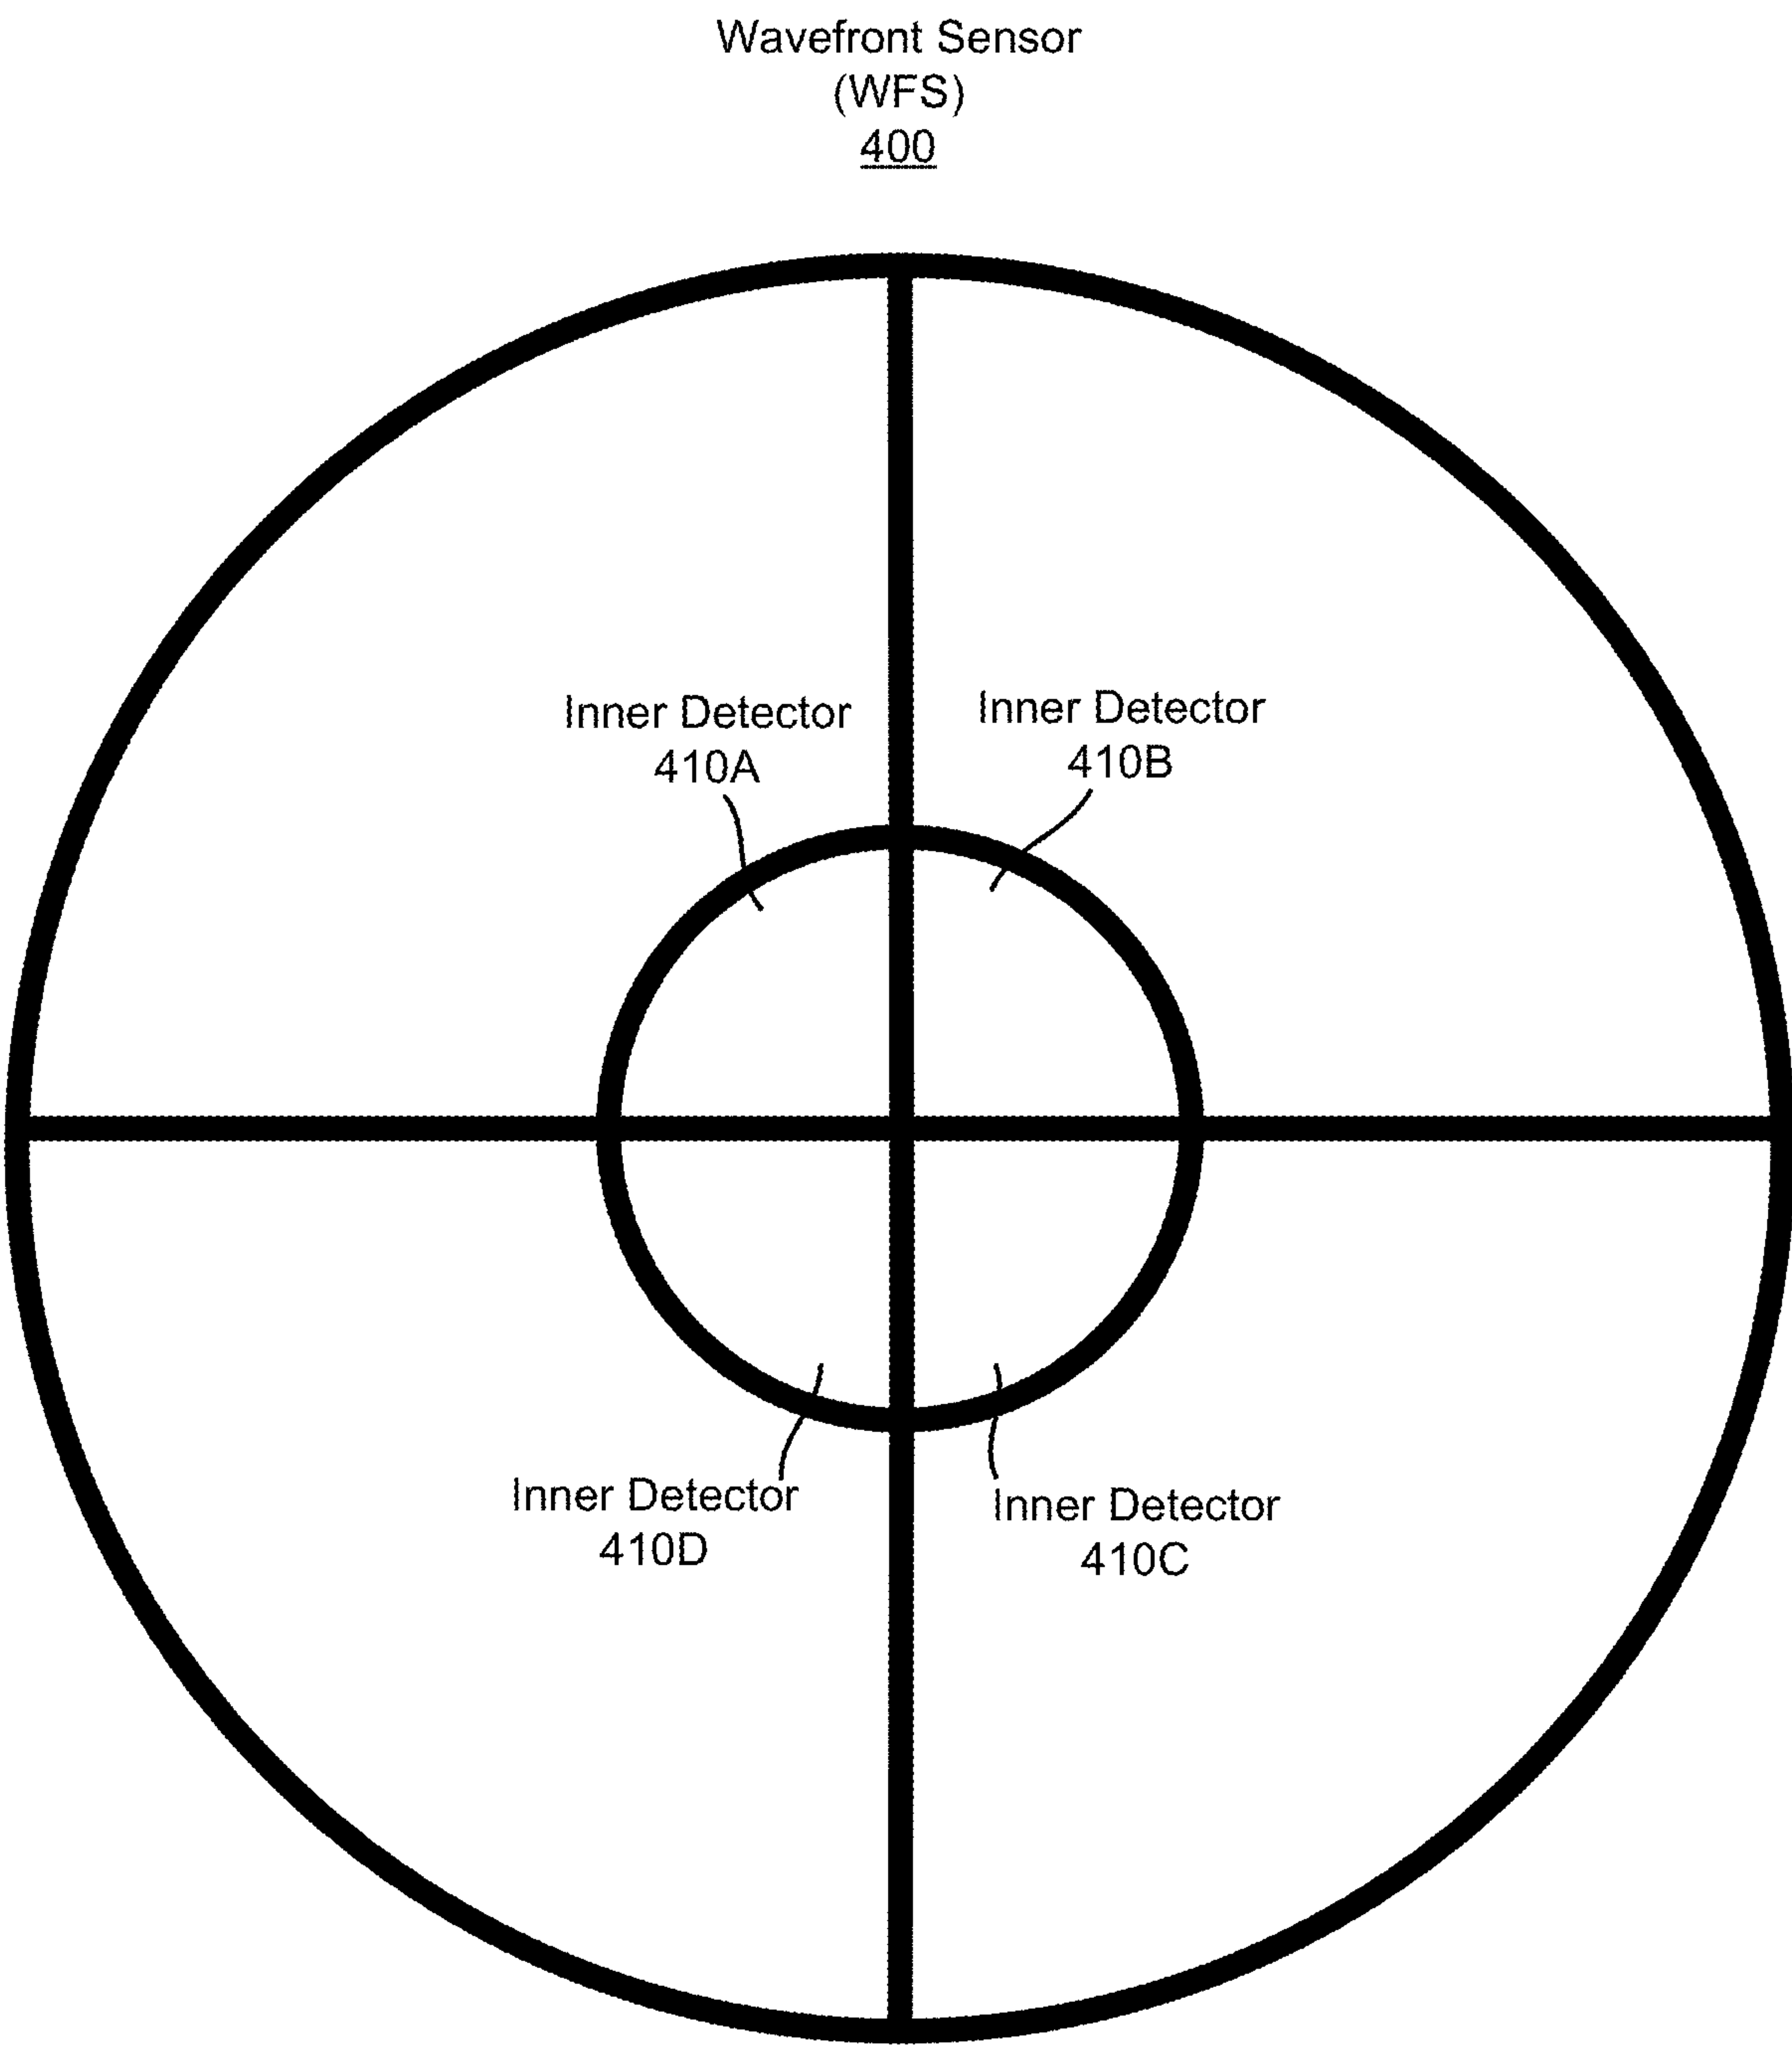 Wavefront Sensor
(WFS)
400
Inner Detector
410A
Inner Detector
410B
Inner Detector
410D
Inner Detector
410C